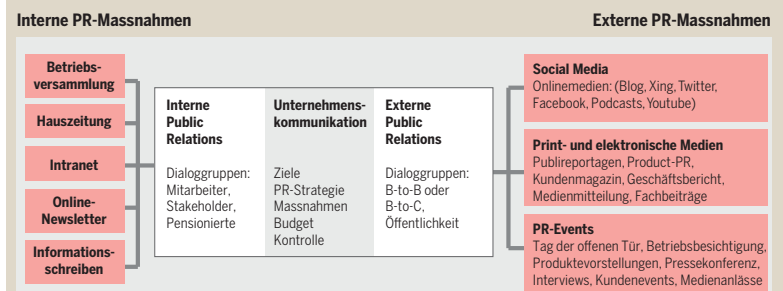 Interne PR-Massnahmen
Externe PR-Massnahmen
Betriebs-
versammlung
Hauszeitung
Intranet
Online-
Newsletter
Informations-
schreiben
Interne
Public
Relations
Dialoggruppen:
Mitarbeiter,
Stakeholder,
Pensionierte
Unternehmens-
kommunikation
Ziele
PR-Strategie
Massnahmen
Budget
Kontrolle
Externe
Public
Relations
Dialoggruppen:
B-to-B oder
B-to-C,
Öffentlichkeit
Social Media
Onlinemedien: (Blog, Xing, Twitter,
Facebook, Podcasts, Youtube)
Print- und elektronische Medien
Publireportagen, Product-PR,
Kundenmagazin, Geschäftsbericht,
Medienmitteilung, Fachbeiträge
PR-Events
Tag der offenen Tür, Betriebsbesichtigung,
Produktevorstellungen, Pressekonferenz,
Interviews, Kundenevents, Medienanlässe